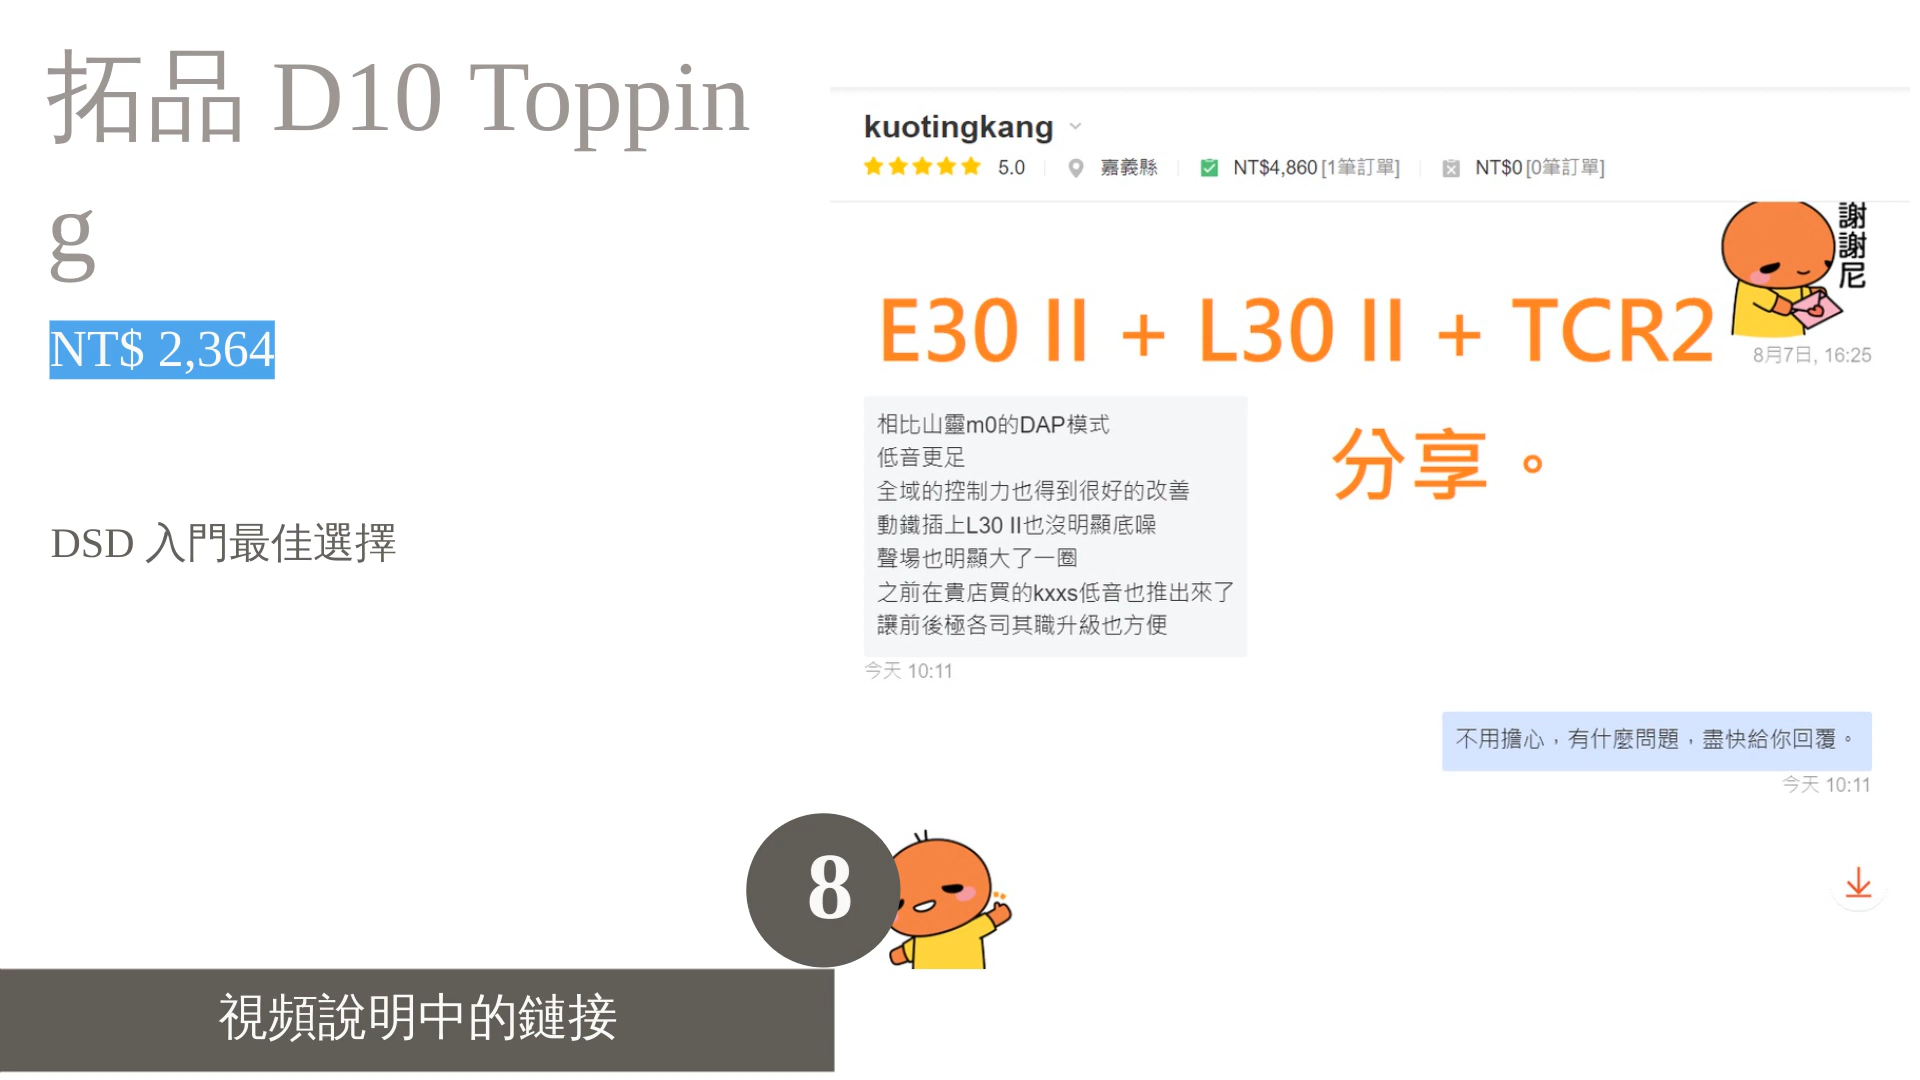 拓品 D10 Toppin
g
NT$ 2,364
DSD 入門最佳選擇
kuotingkang
5.0 嘉義縣 NT$4,860 [1筆訂單] NT$0 [0筆訂單]
謝謝尼
E30 II + L30 II + TCR2
8月7日, 16:25
分享。
相比山靈m0的DAP模式
低音更足
全域的控制力也得到很好的改善
動鐵插上L30 II也沒明顯底噪
聲場也明顯大了一圈
之前在貴店買的kxxs低音也推出來了
讓前後極各司其職升級也方便
今天 10:11
不用擔心，有什麼問題，盡快給你回覆。
今天 10:11
8
視頻說明中的鏈接